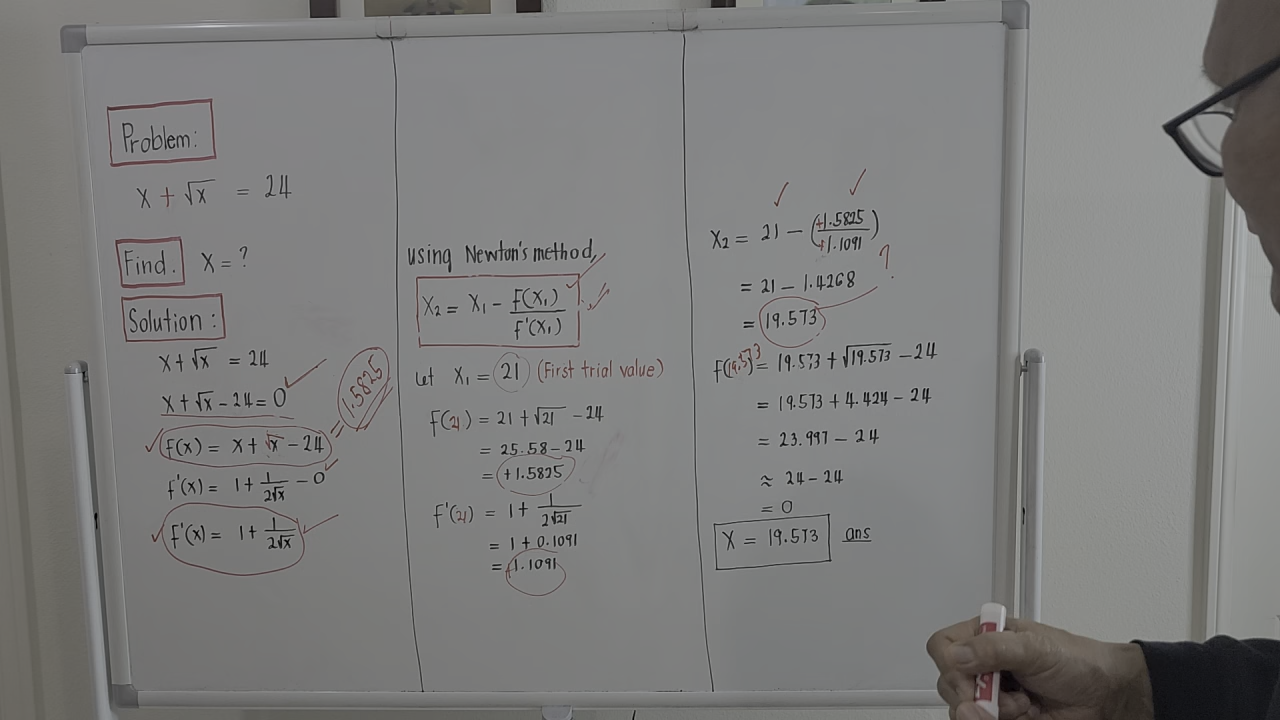 Problem:
x + √x = 24
Find. X = ?
Solution:
x + √x = 24
x + √x - 24 = 0
f(x) = x + √x - 24 = 1.5825
f'(x) = 1 + 1/2√x - 0
f'(x) = 1 + 1/2√x
using Newton's method,
X₂ = X₁ - f(X₁)/f'(X₁)
Let X₁ = 21 (First trial value)
f(21) = 21 + √21 - 24
= 25.58 - 24
= +1.5825
f'(21) = 1 + 1/2√21
= 1 + 0.1091
= +1.1091
X₂ = 21 - (+1.5825/+1.1091)
= 21 - 1.4268 ?
= 19.573
f(19.573) = 19.573 + √19.573 - 24
= 19.573 + 4.424 - 24
= 23.997 - 24
≈ 24 - 24
= 0
X = 19.573 ans